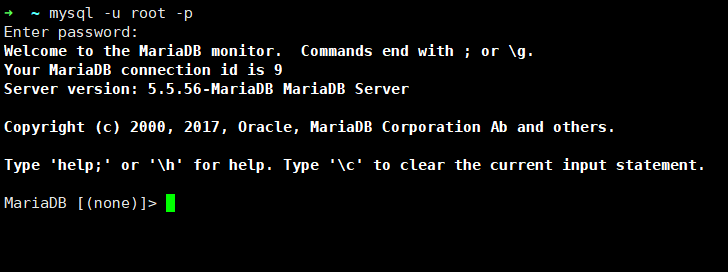 ➜  ~ mysql -u root -p
Enter password:
Welcome to the MariaDB monitor.  Commands end with ; or \g.
Your MariaDB connection id is 9
Server version: 5.5.56-MariaDB MariaDB Server
Copyright (c) 2000, 2017, Oracle, MariaDB Corporation Ab and others.
Type 'help;' or '\h' for help. Type '\c' to clear the current input statement.
MariaDB [(none)]>